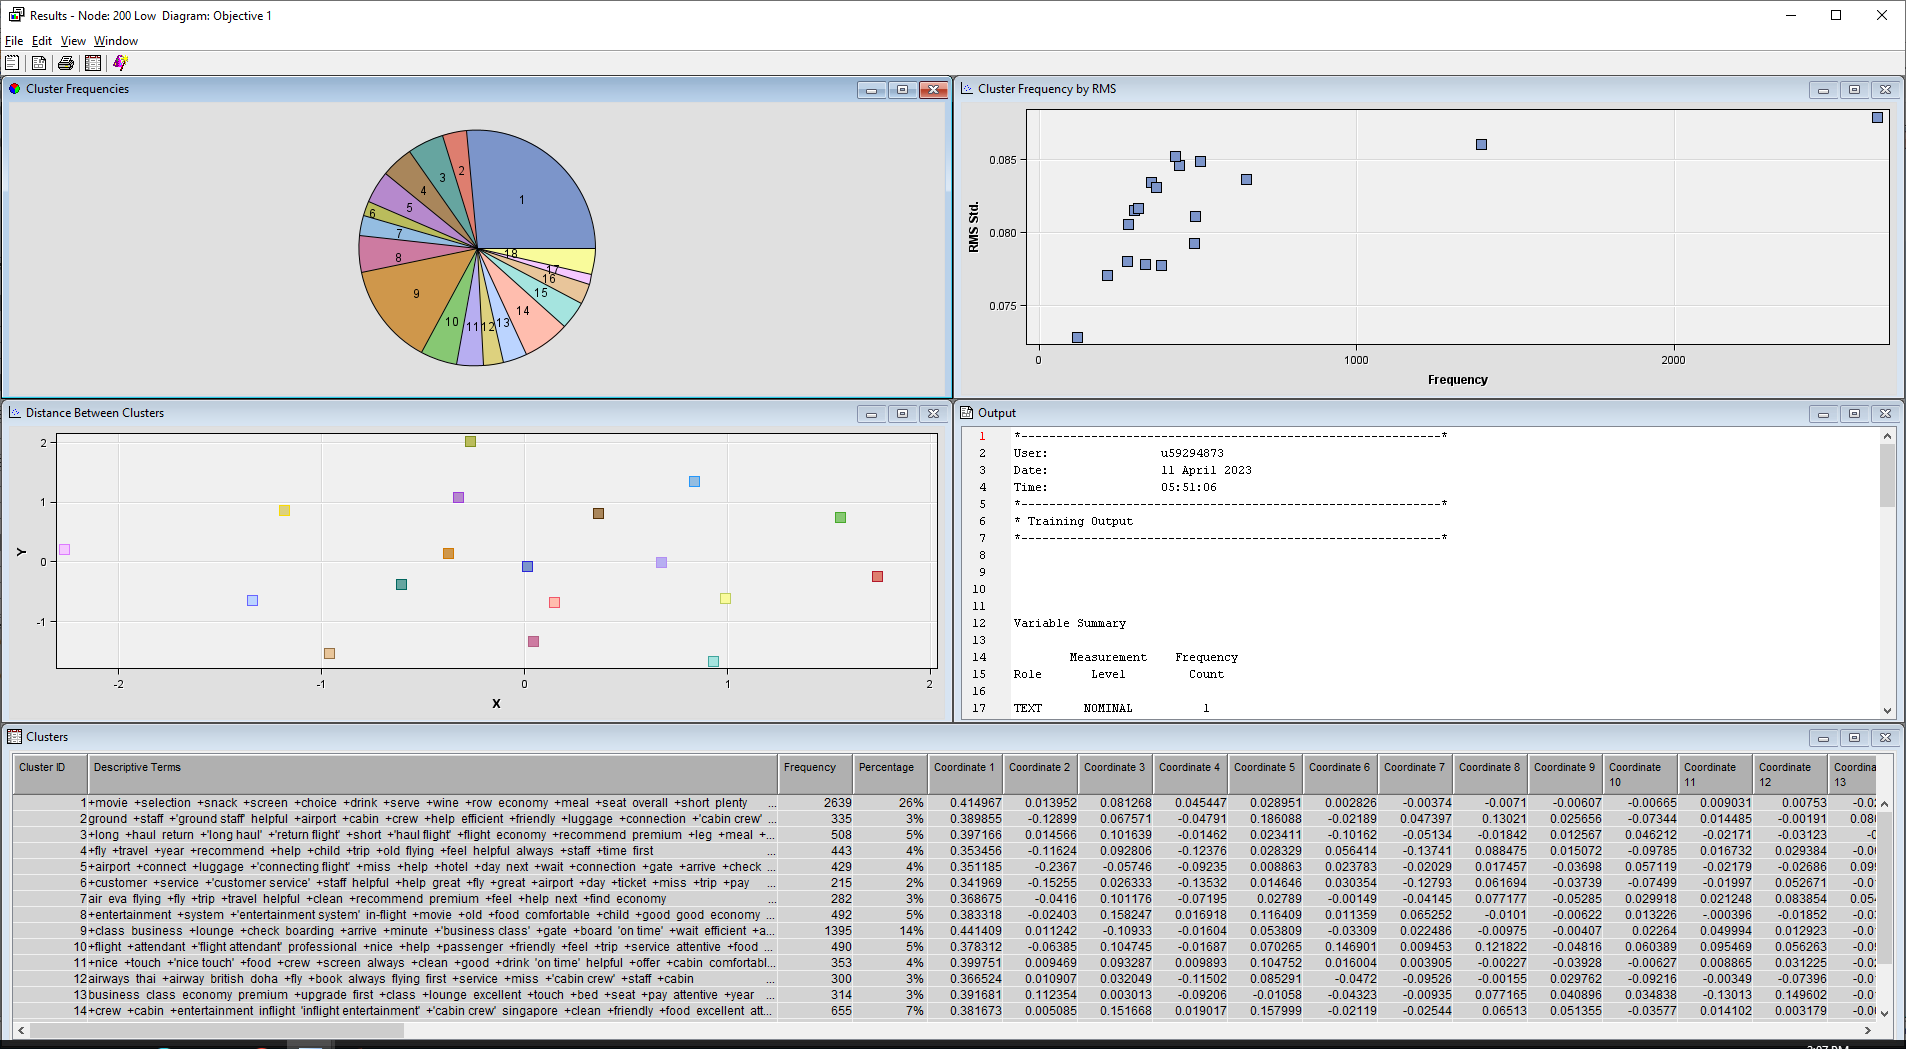 Results - Node: 200 Low  Diagram: Objective 1
File Edit View Window
Cluster Frequencies
1
2
3
4
5
6
7
8
9
10
11
12
13
14
15
16
17
18
Cluster Frequency by RMS
0.085
0.080
0.075
RMS Std.
0 1000 2000
Frequency
Distance Between Clusters
2
1
0
-1
Y
-2 -1 0 1 2
X
Output
1 *------------------------------------------------------------*
2 User: u59294873
3 Date: 11 April 2023
4 Time: 05:51:06
5 *------------------------------------------------------------*
6 * Training Output
7 *------------------------------------------------------------*
8
9
10
11
12 Variable Summary
13
14 Measurement Frequency
15 Role Level Count
16
17 TEXT NOMINAL 1
Clusters
Cluster ID Descriptive Terms Frequency Percentage Coordinate 1 Coordinate 2 Coordinate 3 Coordinate 4 Coordinate 5 Coordinate 6 Coordinate 7 Coordinate 8 Coordinate 9 Coordinate 10 Coordinate 11 Coordinate 12 Coordina 13
1 +movie +selection +snack +screen +choice +drink +serve +wine +row economy +meal +seat overall +short plenty ... 2639 26% 0.414967 0.013952 0.081268 0.045447 0.028951 0.002826 -0.00374 -0.0071 -0.00607 -0.00665 0.009031 0.00753 -0.02
2 ground +staff +'ground staff' helpful +airport +cabin +crew +help efficient +friendly +luggage +connection +'cabin crew' ... 335 3% 0.389855 -0.12899 0.067571 -0.04791 0.186088 -0.02189 0.047397 0.13021 0.025656 -0.07344 0.014485 -0.00191 0.08
3 +long +haul return +'long haul' +'return flight' +short +'haul flight' +flight economy +recommend premium +leg +meal +... 508 5% 0.397166 0.014566 0.101639 -0.01462 0.023411 -0.10162 -0.05134 -0.01842 0.012567 0.046212 -0.02171 -0.03123 -0
4 +fly +travel +year +recommend +help +child +trip +old flying +feel helpful always +staff +time first ... 443 4% 0.353456 -0.11624 0.092806 -0.12376 0.028329 0.056414 -0.13741 0.088475 0.015072 -0.09785 0.016732 0.029384 -0.0
5 +airport +connect +luggage +'connecting flight' +miss +help +hotel +day next +wait +connection +gate +arrive +check ... 429 4% 0.351185 -0.2367 -0.05746 -0.09235 0.008863 0.023783 -0.02029 0.017457 -0.03698 0.057119 -0.02179 -0.02686 0.09
6 +customer +service +'customer service' +staff helpful +help great +fly +great +airport +day +ticket +miss +trip +pay ... 215 2% 0.341969 -0.15255 0.026333 -0.13532 0.014646 0.030354 -0.12793 0.061694 -0.03739 -0.07499 -0.01997 0.052671 -0.0
7 air eva flying +fly +trip +travel helpful +clean +recommend premium +feel +help next +find economy ... 282 3% 0.368675 -0.0416 0.101176 -0.07195 0.02789 -0.00149 -0.04145 0.077177 -0.05285 0.029918 0.021248 0.083854 0.05
8 +entertainment +system +'entertainment system' in-flight +movie +old +food comfortable +child +good good economy ... 492 5% 0.383318 -0.02403 0.158247 0.016918 0.116409 0.011359 0.065252 -0.0101 -0.00622 0.013226 -.000396 -0.01852 -0.0
9 +class business +lounge +check boarding +arrive +minute +'business class' +gate +board 'on time' +wait efficient +a... 1395 14% 0.441409 0.011242 -0.10933 -0.01604 0.053809 -0.03309 0.022486 -0.00975 -0.00407 0.02264 0.049994 0.012923 -0.0
10 +flight +attendant +'flight attendant' professional +nice +help +passenger +friendly +feel +trip +service attentive +food ... 490 5% 0.378312 -0.06385 0.104745 -0.01687 0.070265 0.146901 0.009453 0.121822 -0.04816 0.060389 0.095469 0.056263 -0.0
11 +nice +touch +'nice touch' +food +crew +screen always +clean +good +drink 'on time' helpful +offer +cabin comfortabl... 353 4% 0.399751 0.009469 0.093287 0.009893 0.104752 0.016004 0.003905 -0.00227 -0.03928 -0.00627 0.008865 0.031225 -0.0
12 airways thai +airway british doha +fly +book always flying first +service +miss +'cabin crew' +staff +cabin ... 300 3% 0.366524 0.010907 0.032049 -0.11502 0.085291 -0.0472 -0.09526 -0.00155 0.029762 -0.09216 -0.00349 -0.07396 -0.0
13 business class economy premium +upgrade first +class +lounge excellent +touch +bed +seat +pay attentive +year ... 314 3% 0.391681 0.112354 0.003013 -0.09206 -0.01058 -0.04323 -0.00935 0.077165 0.040896 0.034838 -0.13013 0.149602 -0.0
14 +crew +cabin +entertainment inflight 'inflight entertainment' +'cabin crew' singapore +clean +friendly +food excellent att... 655 7% 0.381673 0.005085 0.151668 0.019017 0.157999 -0.02119 -0.02544 0.06513 0.051355 -0.03577 0.014102 0.003179 -0.0